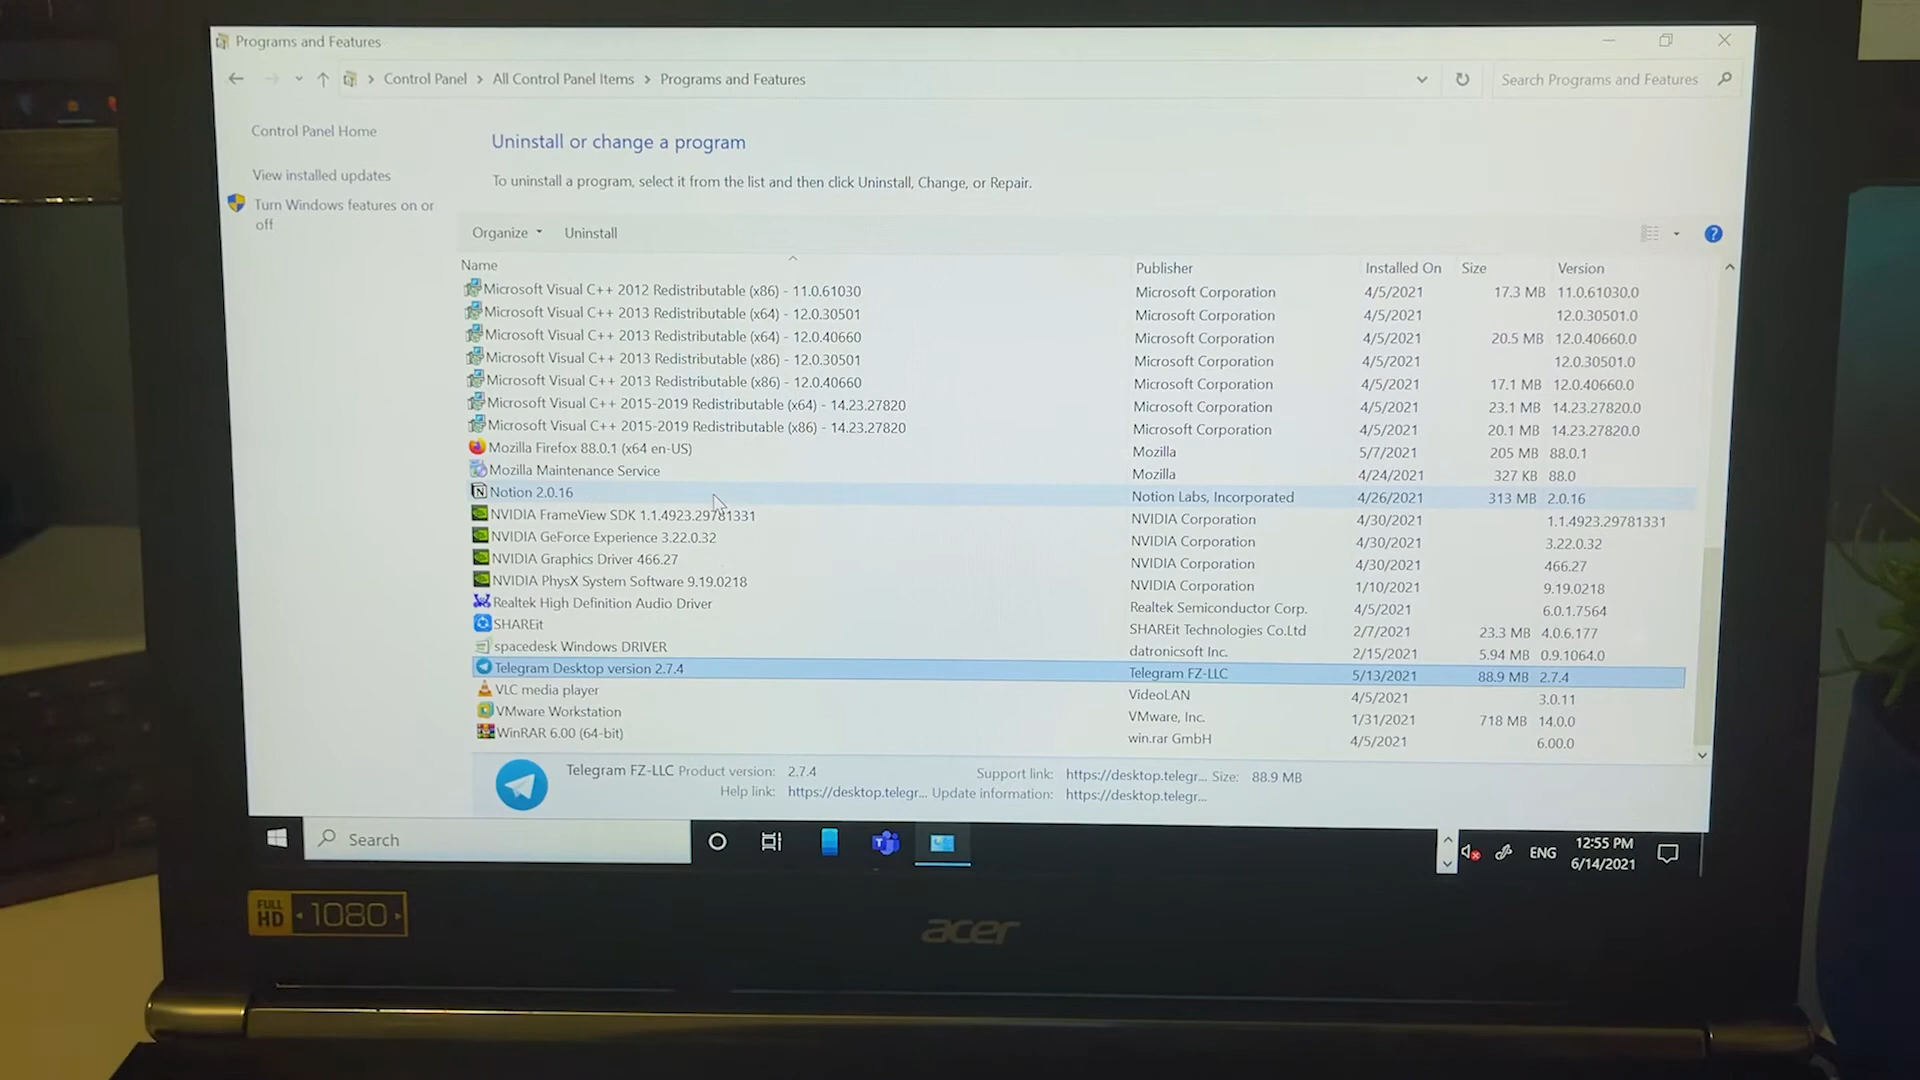 Programs and Features
Control Panel > All Control Panel Items > Programs and Features
Search Programs and Features
Control Panel Home
View installed updates
Turn Windows features on or
off
Uninstall or change a program
To uninstall a program, select it from the list and then click Uninstall, Change, or Repair.
Organize Uninstall
Name Publisher Installed On Size Version
Microsoft Visual C++ 2012 Redistributable (x86) - 11.0.61030 Microsoft Corporation 4/5/2021 17.3 MB 11.0.61030.0
Microsoft Visual C++ 2013 Redistributable (x64) - 12.0.30501 Microsoft Corporation 4/5/2021 12.0.30501.0
Microsoft Visual C++ 2013 Redistributable (x64) - 12.0.40660 Microsoft Corporation 4/5/2021 20.5 MB 12.0.40660.0
Microsoft Visual C++ 2013 Redistributable (x86) - 12.0.30501 Microsoft Corporation 4/5/2021 12.0.30501.0
Microsoft Visual C++ 2013 Redistributable (x86) - 12.0.40660 Microsoft Corporation 4/5/2021 17.1 MB 12.0.40660.0
Microsoft Visual C++ 2015-2019 Redistributable (x64) - 14.23.27820 Microsoft Corporation 4/5/2021 23.1 MB 14.23.27820.0
Microsoft Visual C++ 2015-2019 Redistributable (x86) - 14.23.27820 Microsoft Corporation 4/5/2021 20.1 MB 14.23.27820.0
Mozilla Firefox 88.0.1 (x64 en-US) Mozilla 5/7/2021 205 MB 88.0.1
Mozilla Maintenance Service Mozilla 4/24/2021 327 KB 88.0
Notion 2.0.16 Notion Labs, Incorporated 4/26/2021 313 MB 2.0.16
NVIDIA FrameView SDK 1.1.4923.29781331 NVIDIA Corporation 4/30/2021 1.1.4923.29781331
NVIDIA GeForce Experience 3.22.0.32 NVIDIA Corporation 4/30/2021 3.22.0.32
NVIDIA Graphics Driver 466.27 NVIDIA Corporation 4/30/2021 466.27
NVIDIA PhysX System Software 9.19.0218 NVIDIA Corporation 1/10/2021 9.19.0218
Realtek High Definition Audio Driver Realtek Semiconductor Corp. 4/5/2021 6.0.1.7564
SHAREit SHAREit Technologies Co.Ltd 2/7/2021 23.3 MB 4.0.6.177
spacedesk Windows DRIVER datronicsoft Inc. 2/15/2021 5.94 MB 0.9.1064.0
Telegram Desktop version 2.7.4 Telegram FZ-LLC 5/13/2021 88.9 MB 2.7.4
VLC media player VideoLAN 4/5/2021 3.0.11
VMware Workstation VMware, Inc. 1/31/2021 718 MB 14.0.0
WinRAR 6.00 (64-bit) win.rar GmbH 4/5/2021 6.00.0
Telegram FZ-LLC Product version: 2.7.4 Support link: https://desktop.telegr... Size: 88.9 MB
Help link: https://desktop.telegr... Update information: https://desktop.telegr...
Search
ENG
12:55 PM
6/14/2021
FULL HD 1080
acer